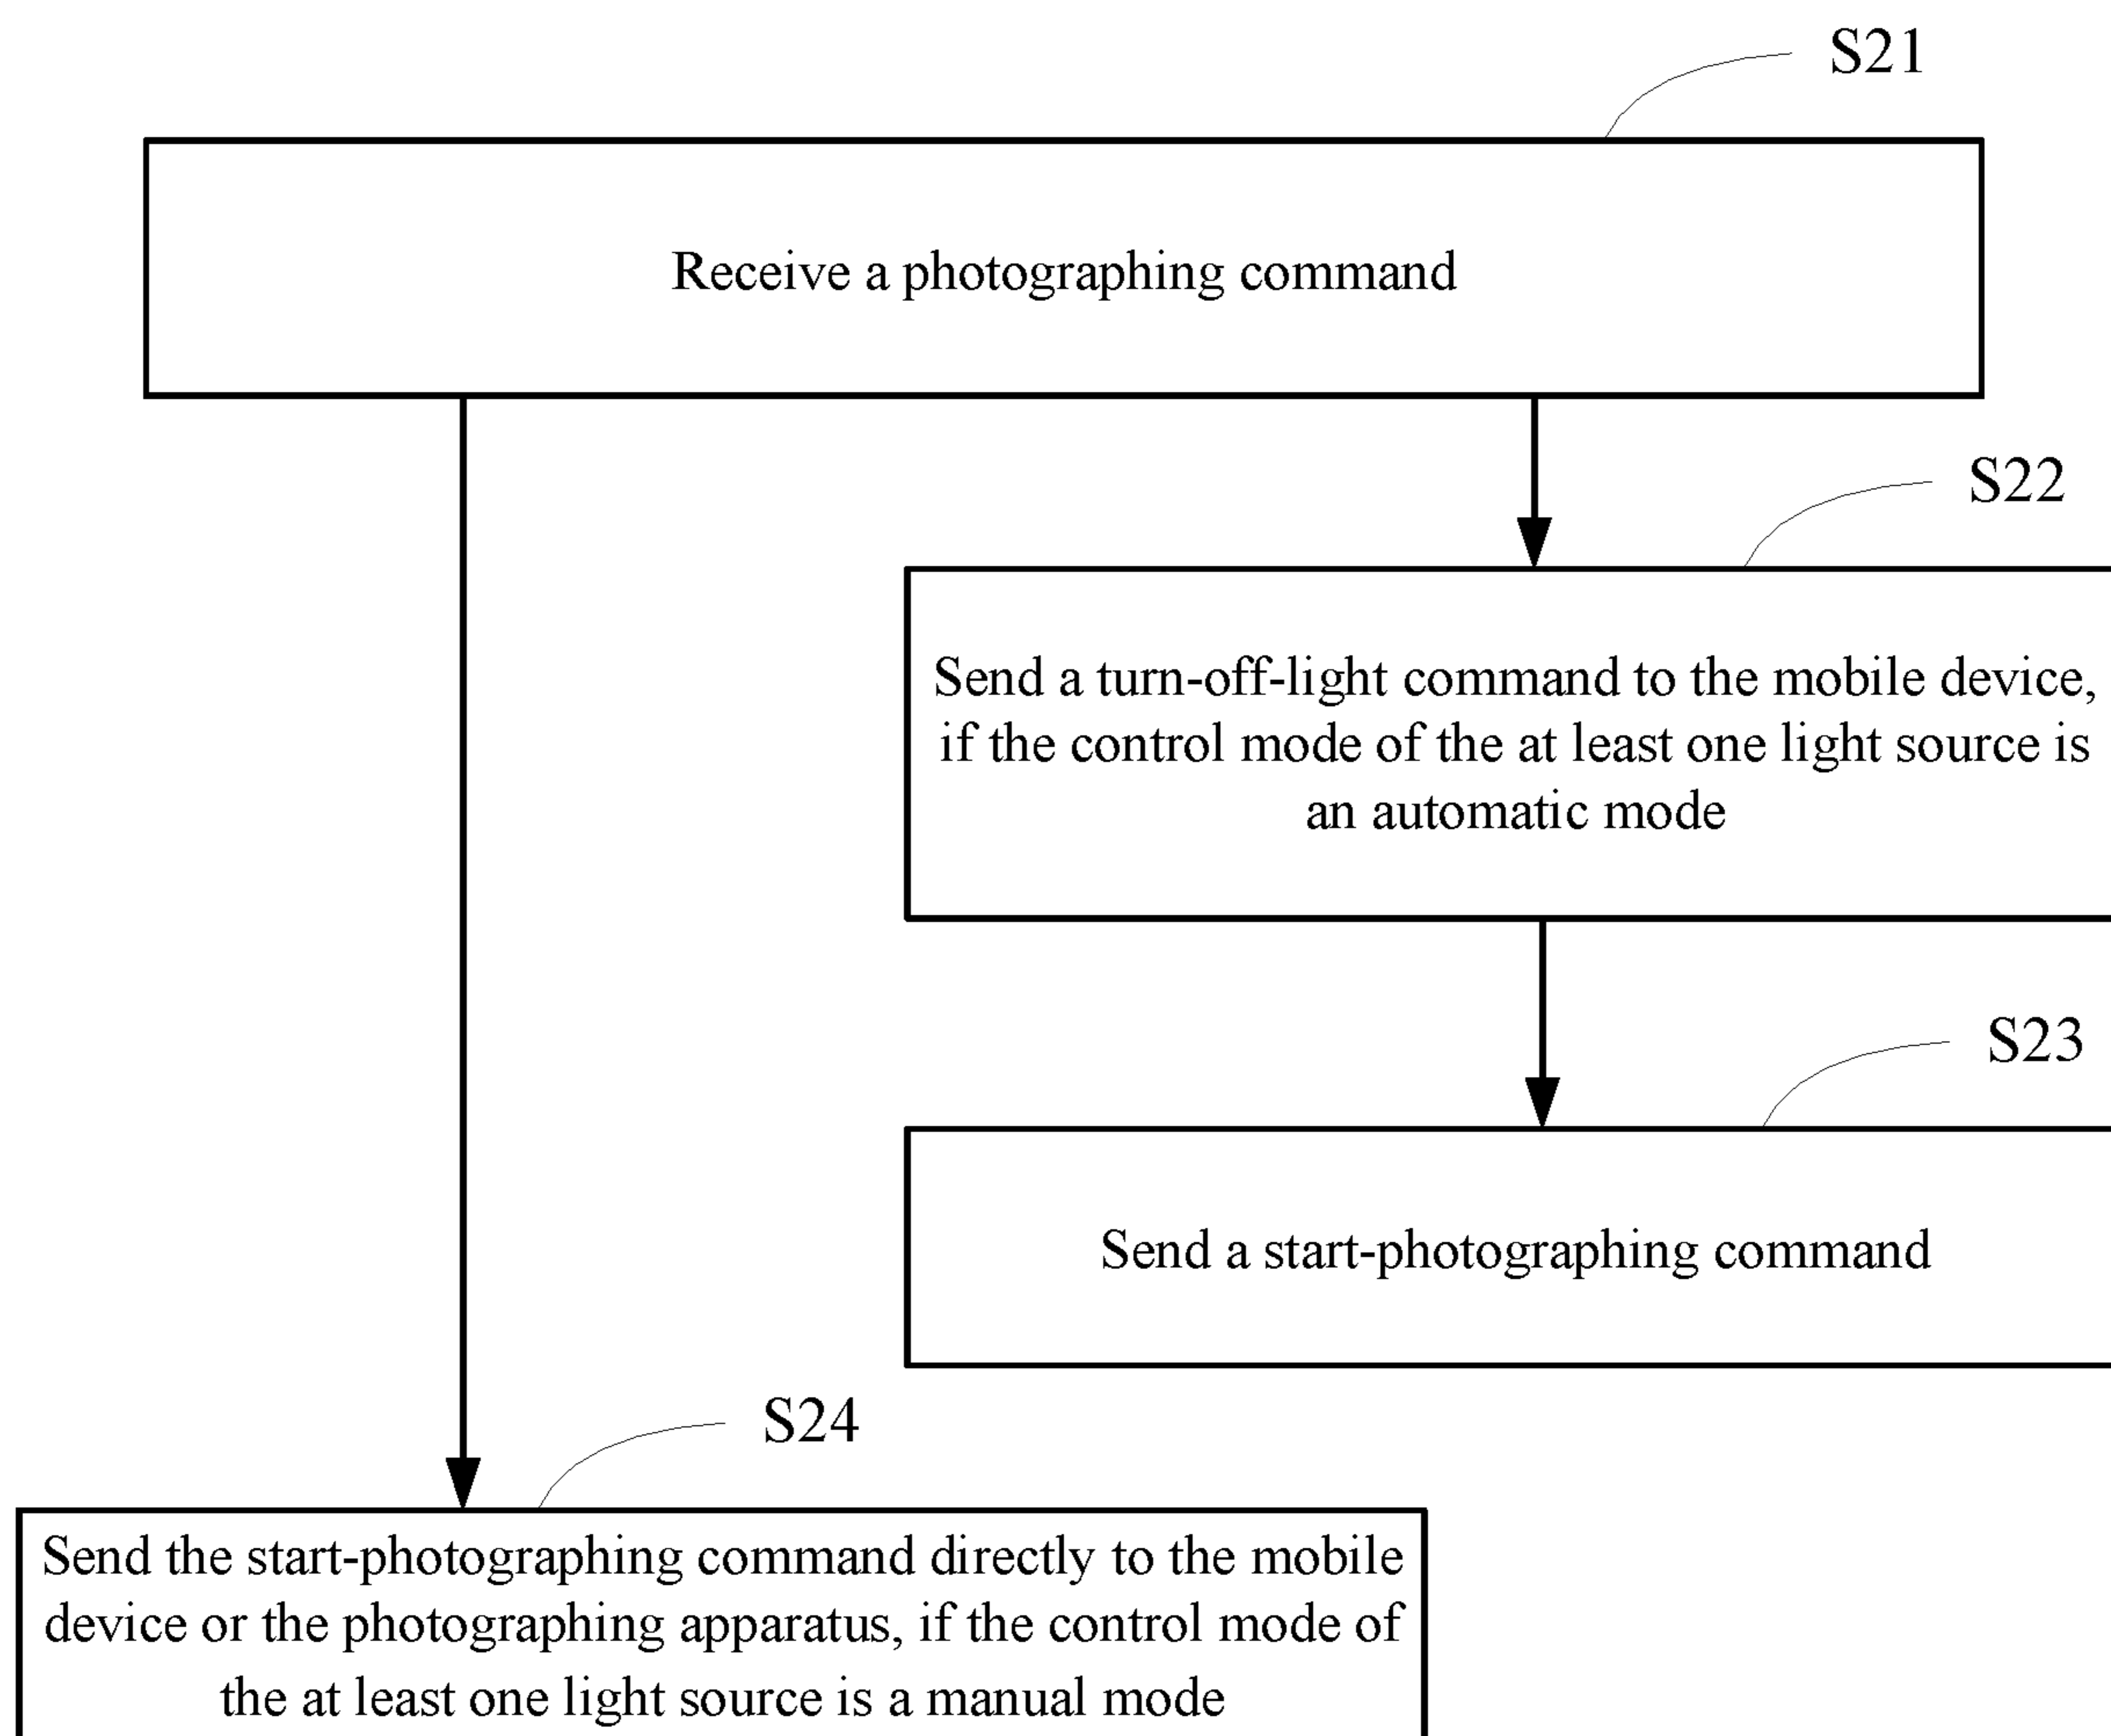 S21
Receive a photographing command
S22
Send a turn-off-light command to the mobile device,
if the control mode of the at least one light source is
an automatic mode
S23
Send a start-photographing command
S24
Send the start-photographing command directly to the mobile
device or the photographing apparatus, if the control mode of
the at least one light source is a manual mode